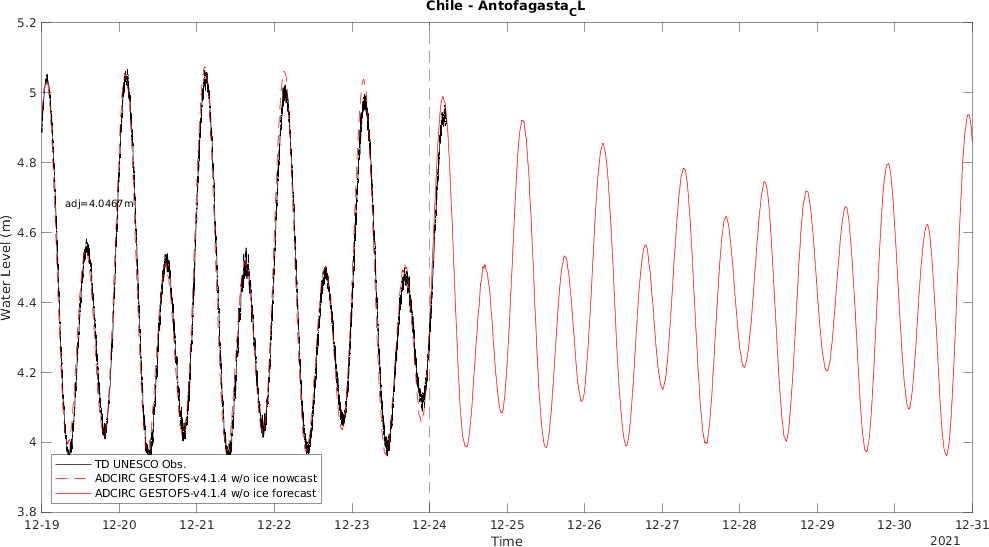 Chile - Antofagasta_CL
5.2
5
4.8
adj=4.0467m
4.6
Water Level (m)
4.4
4.2
4
TD UNESCO Obs.
ADCIRC GESTOFS-v4.1.4 w/o ice nowcast
ADCIRC GESTOFS-v4.1.4 w/o ice forecast
3.8
12-19 12-20 12-21 12-22 12-23 12-24 12-25 12-26 12-27 12-28 12-29 12-30 12-31
Time
2021